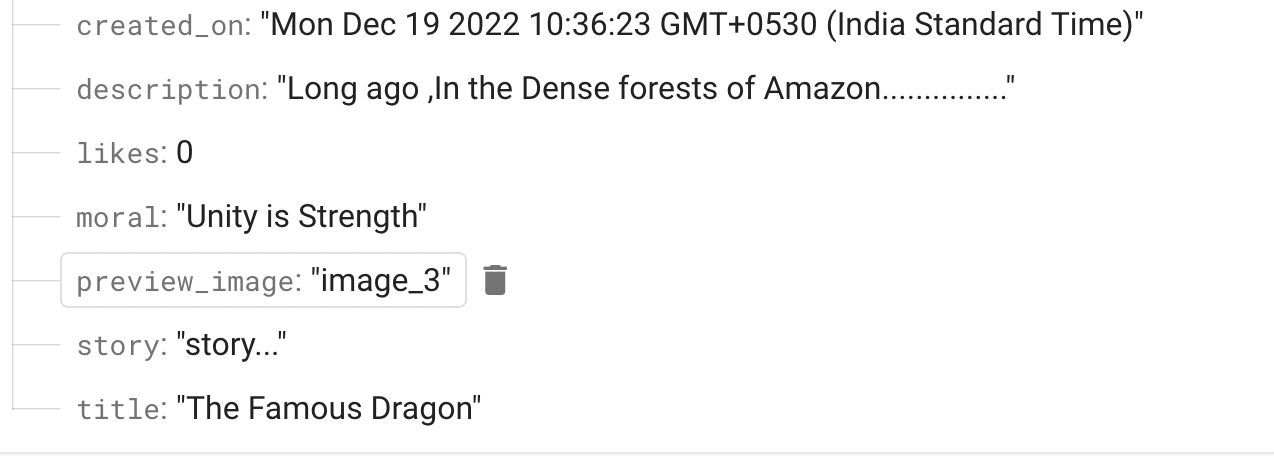 created_on: "Mon Dec 19 2022 10:36:23 GMT+0530 (India Standard Time)"
description: "Long ago ,In the Dense forests of Amazon..............."
likes: 0
moral: "Unity is Strength"
preview_image: "image_3"
story: "story..."
title: "The Famous Dragon"